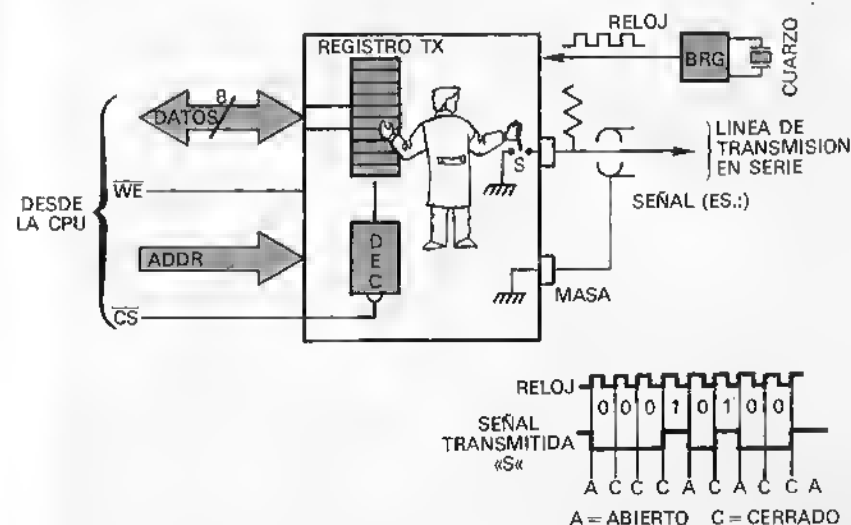 RELOJ
REGISTRO TX
BRG
CUARZO
8
DATOS
LINEA DE
TRANSMISION
EN SERIE
S
WE
DESDE
LA CPU
SEÑAL (ES.:)
ADDR
DEC
MASA
CS
RELOJ
0 0 0 1 0 1 0 0
SEÑAL
TRANSMITIDA
«S«
A C C C A C A C C A
A = ABIERTO C = CERRADO